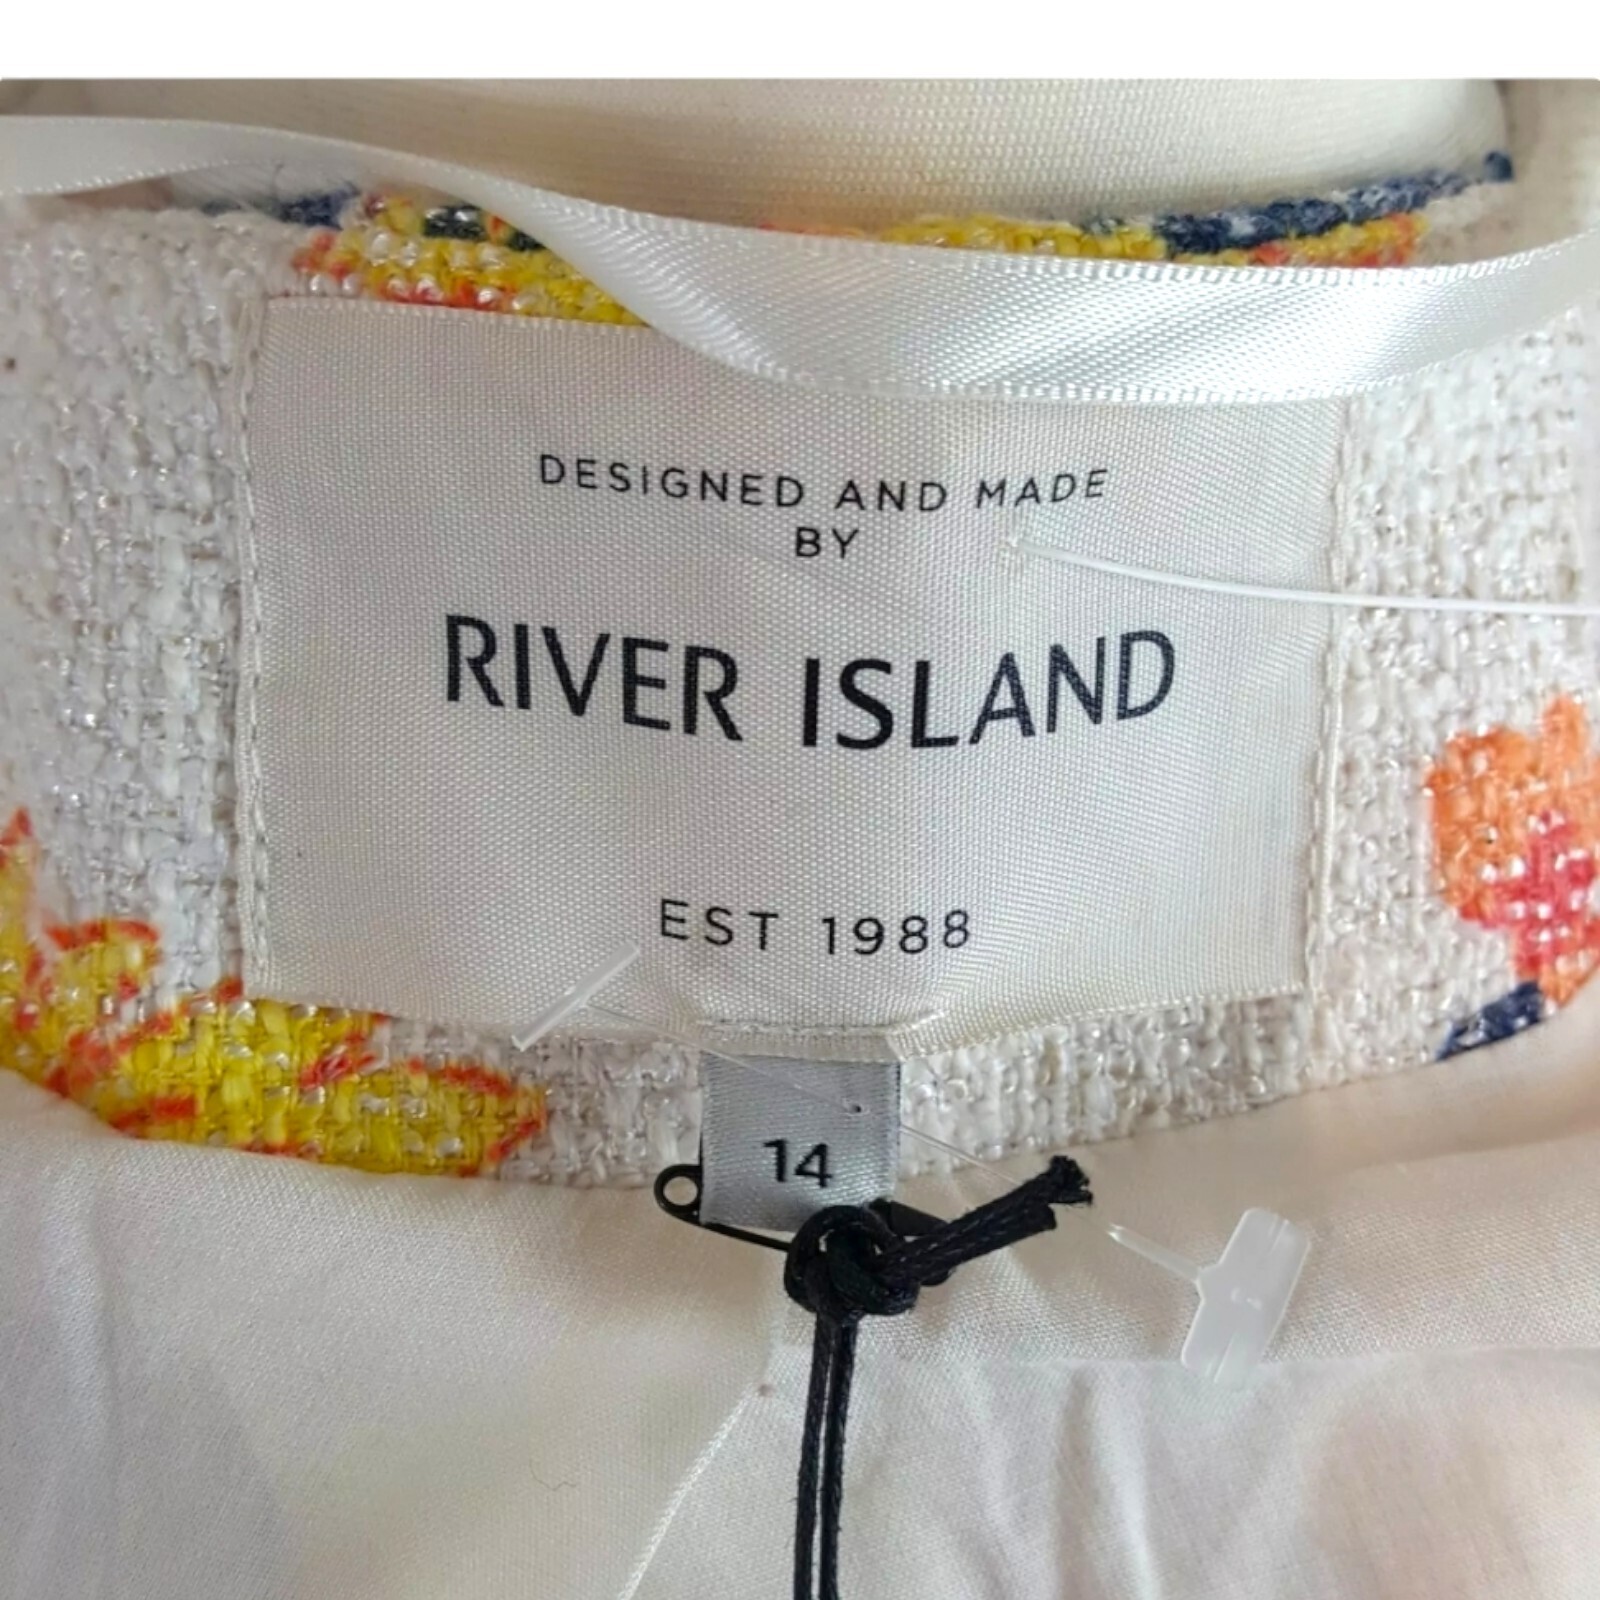 DESIGNED AND MADE
BY
RIVER ISLAND
EST 1988
14